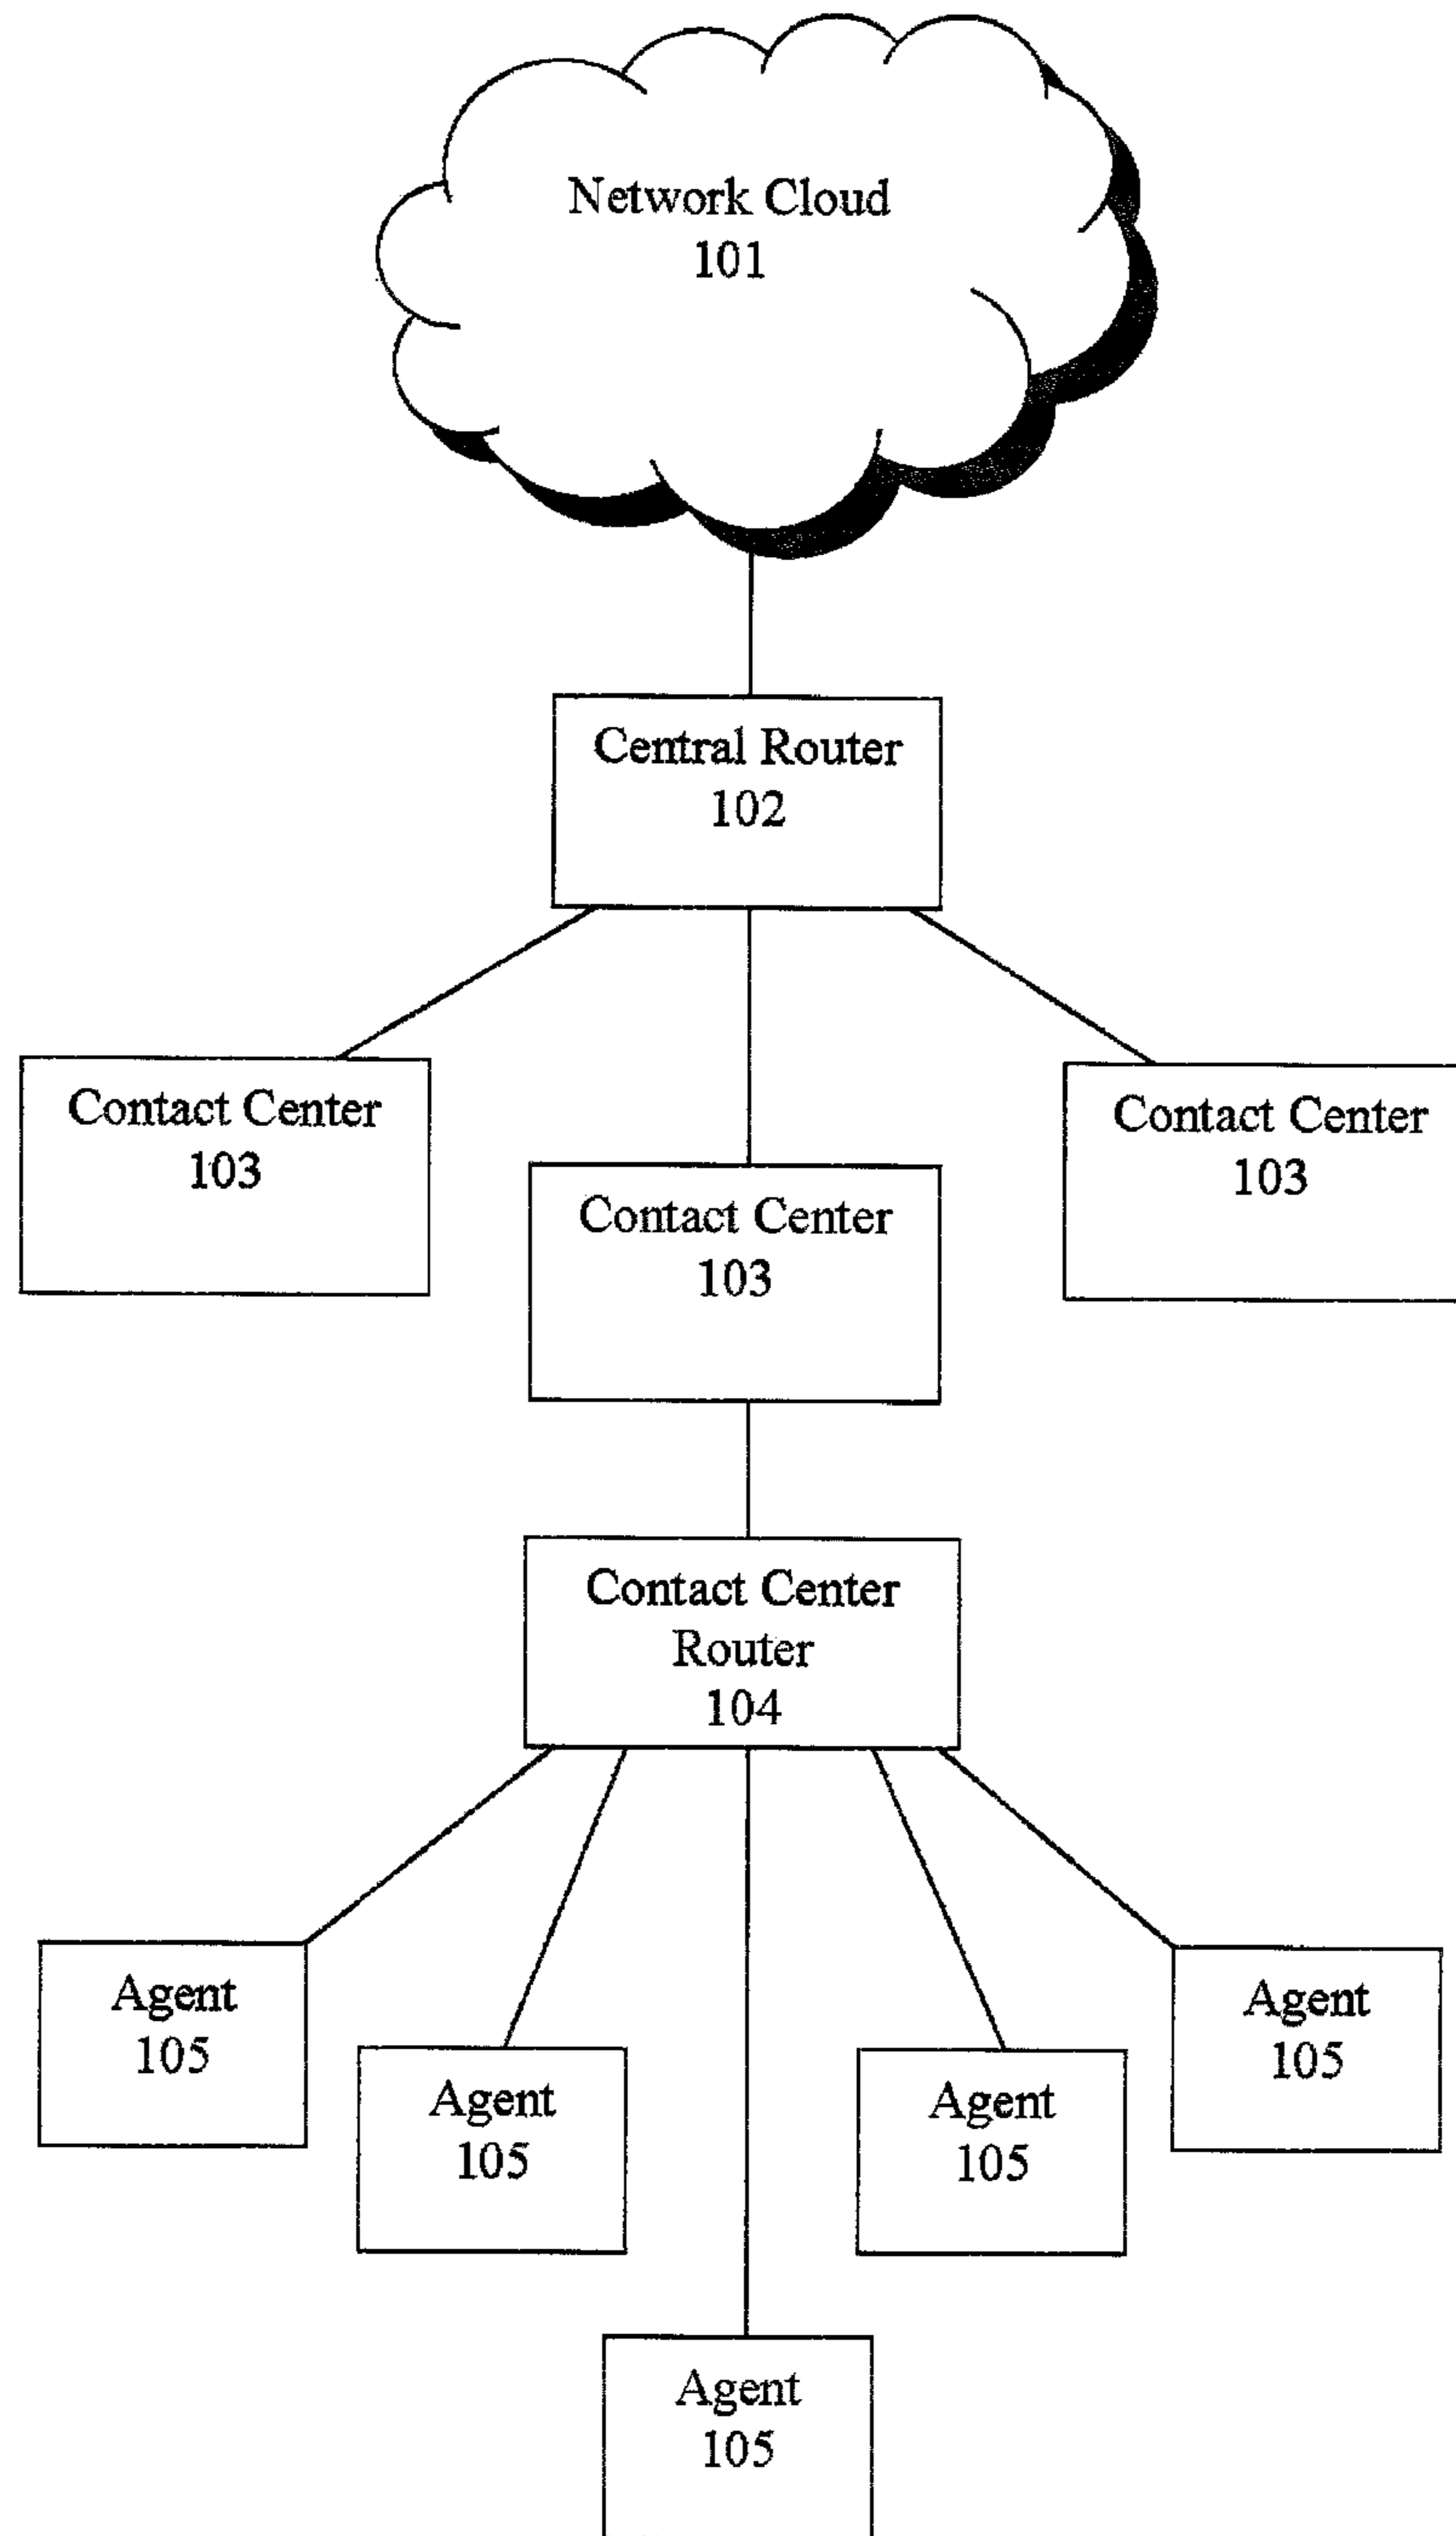 Network Cloud
101
Central Router
102
Contact Center
103
Contact Center
103
Contact Center
103
Contact Center
Router
104
Agent
105
Agent
105
Agent
105
Agent
105
Agent
105